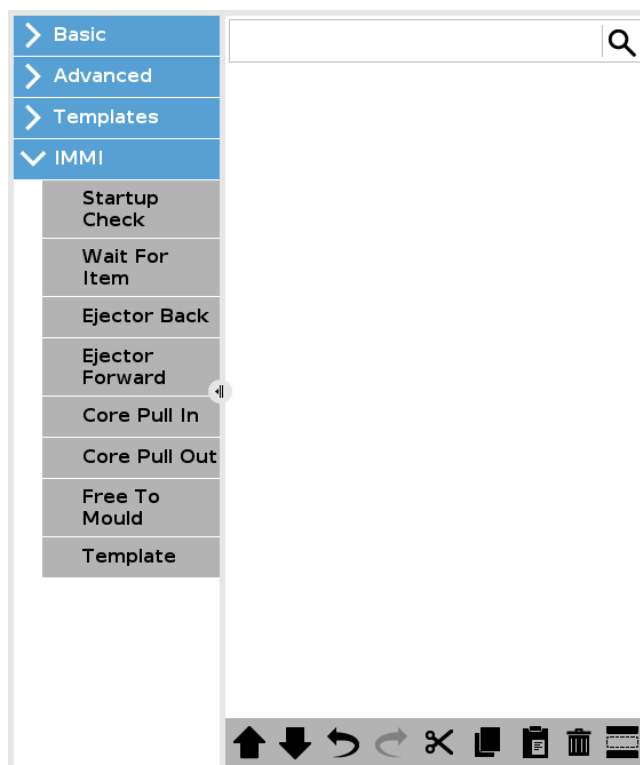 Basic
Advanced
Templates
IMMI
Startup
Check
Wait For
Item
Ejector Back
Ejector
Forward
Core Pull In
Core Pull Out
Free To
Mould
Template